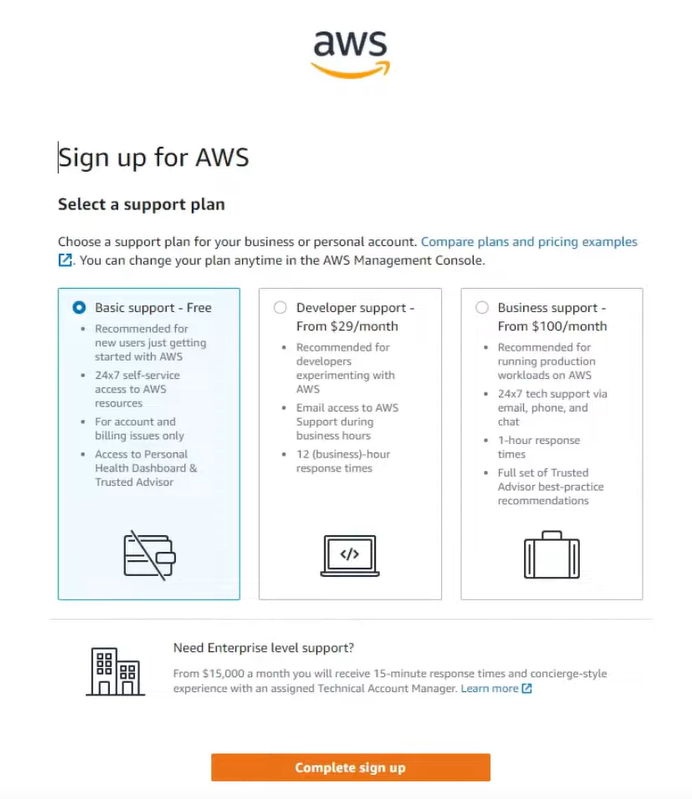 aws
Sign up for AWS
Select a support plan
Choose a support plan for your business or personal account. Compare plans and pricing examples
. You can change your plan anytime in the AWS Management Console.
Basic support - Free
• Recommended for
new users just getting
started with AWS
• 24x7 self-service
access to AWS
resources
• For account and
billing issues only
• Access to Personal
Health Dashboard &
Trusted Advisor
Developer support -
From $29/month
• Recommended for
developers
experimenting with
AWS
• Email access to AWS
Support during
business hours
• 12 (business)-hour
response times
</>
Business support -
From $100/month
• Recommended for
running production
workloads on AWS
• 24x7 tech support via
email, phone, and
chat
• 1-hour response
times
• Full set of Trusted
Advisor best-practice
recommendations
Need Enterprise level support?
From $15,000 a month you will receive 15-minute response times and concierge-style
experience with an assigned Technical Account Manager. Learn more
Complete sign up